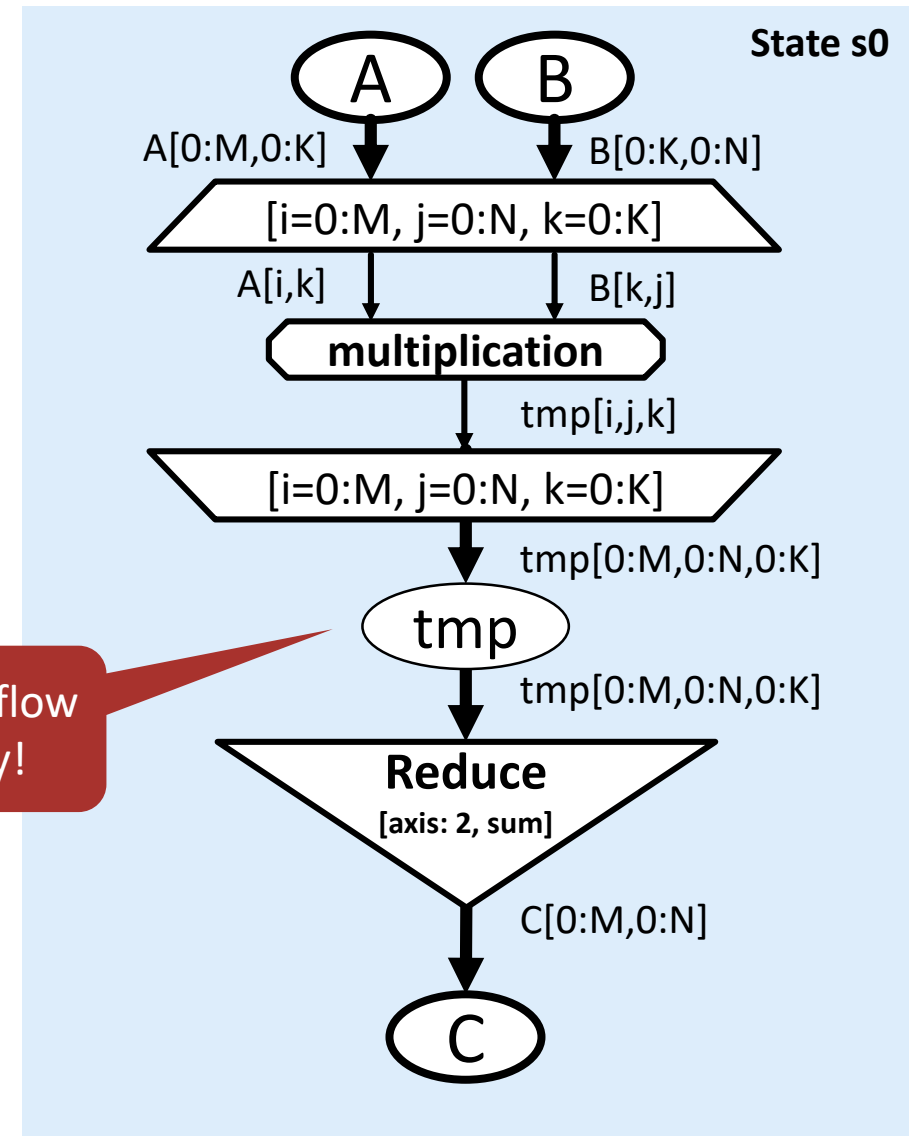 State s0
A B
A[0:M,0:K] B[0:K,0:N]
[i=0:M, j=0:N, k=0:K]
A[i,k] B[k,j]
multiplication
tmp[i,j,k]
[i=0:M, j=0:N, k=0:K]
tmp[0:M,0:N,0:K]
tmp
flow
y!
tmp[0:M,0:N,0:K]
Reduce
[axis: 2, sum]
C[0:M,0:N]
C